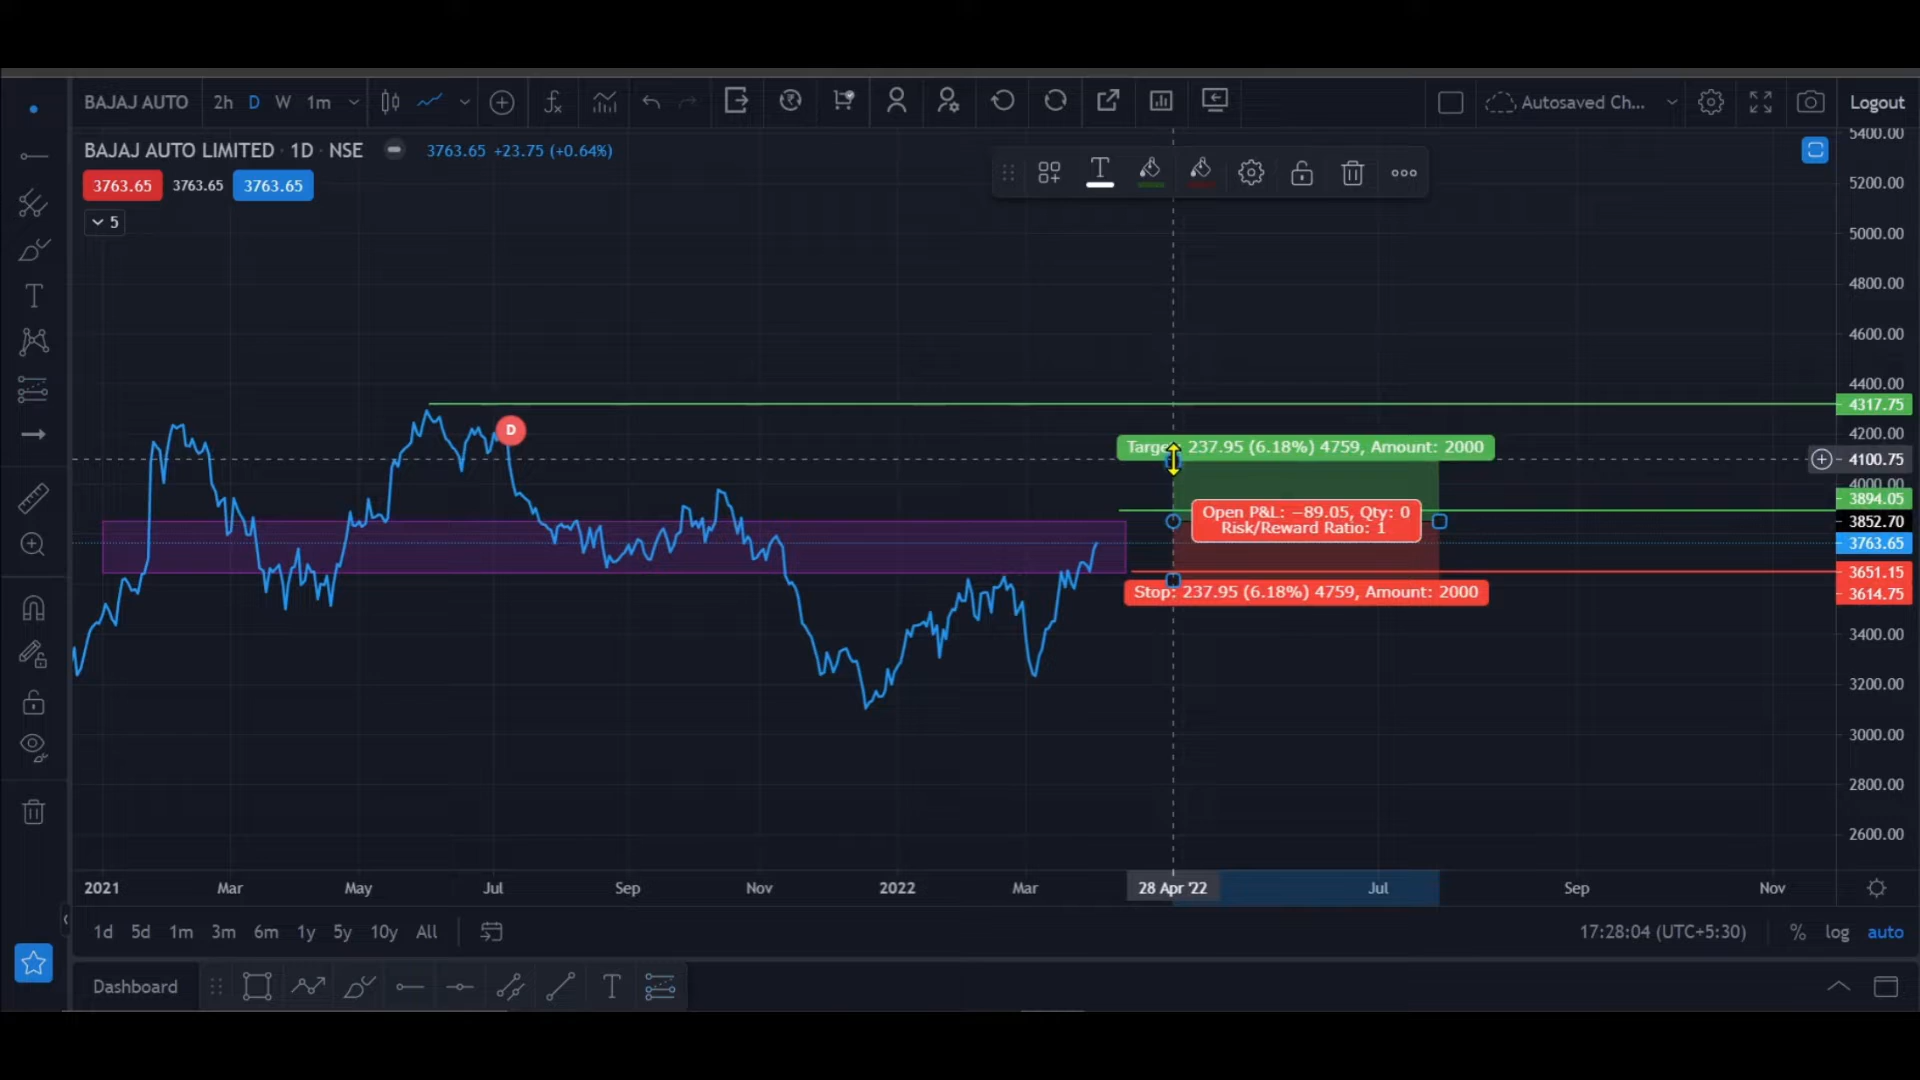 BAJAJ AUTO 2h D W 1m Autosaved Ch... Logout
BAJAJ AUTO LIMITED · 1D · NSE 3763.65 +23.75 (+0.64%)
3763.65 3763.65 3763.65
5
5400.00
5200.00
5000.00
4800.00
4600.00
4400.00
4317.75
4200.00
D
Target: 237.95 (6.18%) 4759, Amount: 2000
4100.75
4000.00
3894.05
Open P&L: −89.05, Qty: 0
3852.70
Risk/Reward Ratio: 1
3763.65
3651.15
Stop: 237.95 (6.18%) 4759, Amount: 2000
3614.75
3400.00
3200.00
3000.00
2800.00
2600.00
2021 Mar May Jul Sep Nov 2022 Mar 28 Apr '22 Jul Sep Nov
1d 5d 1m 3m 6m 1y 5y 10y All 17:28:04 (UTC+5:30) % log auto
Dashboard T